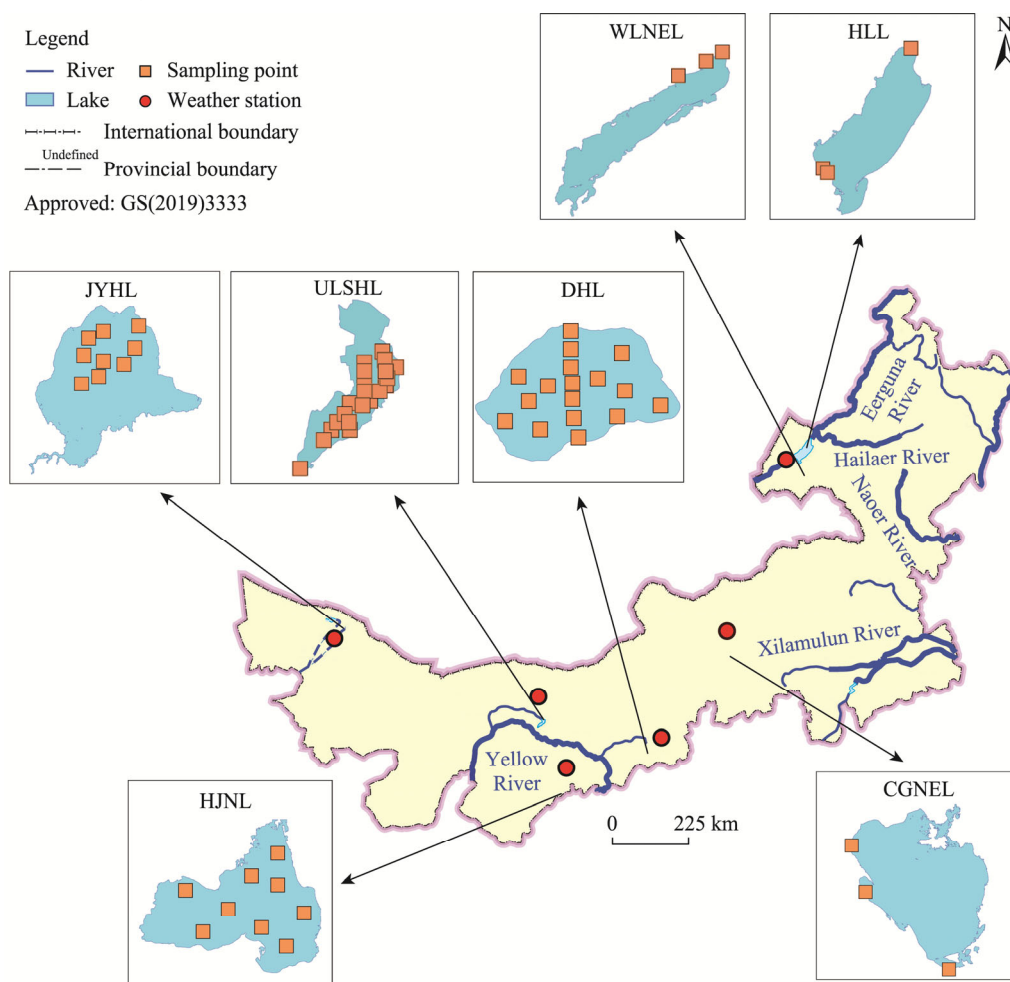 Legend
River
Sampling point
Lake
Weather station
International boundary
Undefined
Provincial boundary
Approved: GS(2019)3333
WLNEL
HLL
N
JYHL
ULSHL
DHL
Eerguna
River
Hailaer River
Naoer River
Xilamulun River
Yellow
River
0 225 km
HJNL
CGNEL